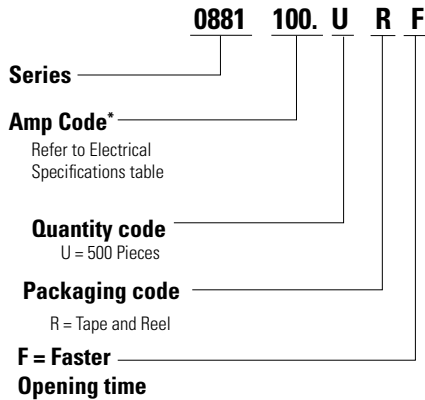 0881 100. U R F
Series
Amp Code*
Refer to Electrical
Specifications table
Quantity code
U = 500 Pieces
Packaging code
R = Tape and Reel
F = Faster
Opening time